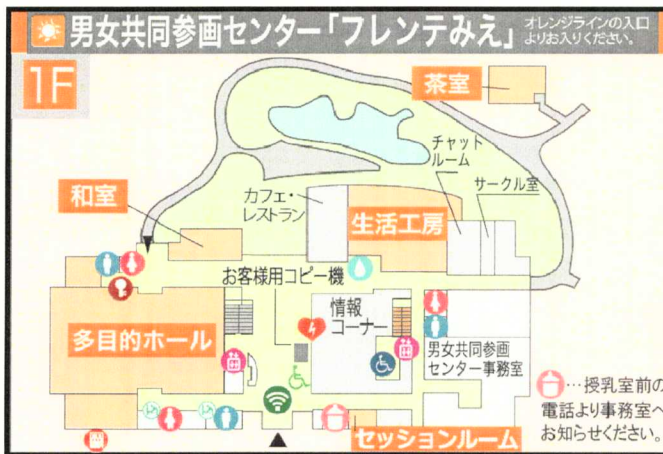 男女共同参画センター「フレンテみえ」
オレンジラインの入口
よりお入りください。
1F
茶室
チャット
ルーム
サークル室
和室
カフェ・
レストラン
生活工房
お客様用コピー機
情報
コーナー
多目的ホール
男女共同参画
センター事務室
…授乳室前の
電話より事務室へ
お知らせください。
セッションルーム